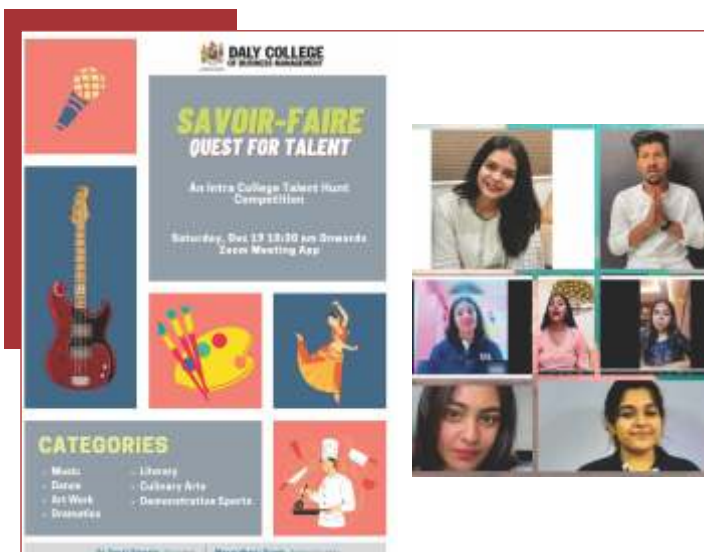 DALY COLLEGE
OF BUSINESS MANAGEMENT
SAVOIR-FAIRE
QUEST FOR TALENT
An Intra College Talent Hunt
Competition
Saturday, Dec 19 10:30 am Onwards
Zoom Meeting App
CATEGORIES
Music
Dance
Art Work
Dramatics
Literary
Culinary Arts
Demonstrative Sports